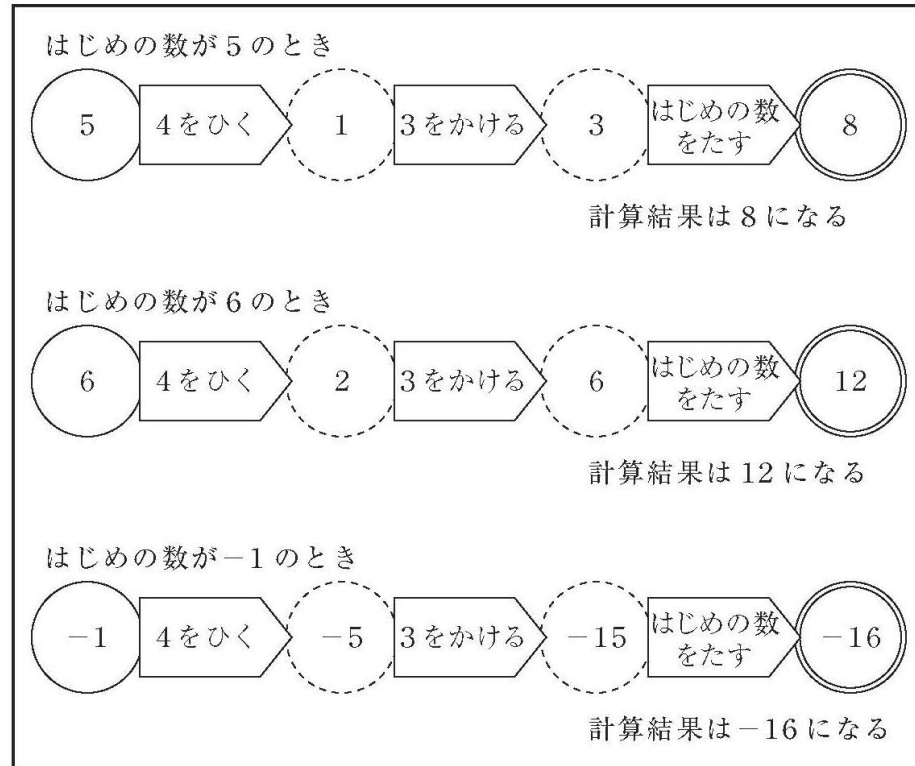 はじめの数が5のとき
5 4をひく 1 3をかける 3 はじめの数をたす 8
計算結果は8になる
はじめの数が6のとき
6 4をひく 2 3をかける 6 はじめの数をたす 12
計算結果は12になる
はじめの数が－1のとき
－1 4をひく －5 3をかける －15 はじめの数をたす －16
計算結果は－16になる